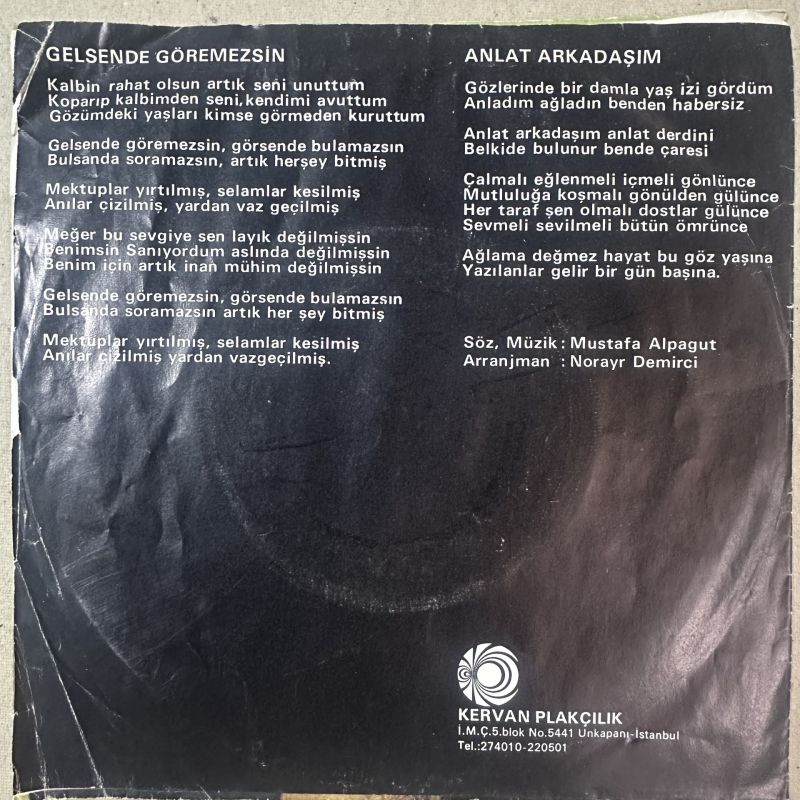 GELSENDE GÖREMEZSİN
Kalbin rahat olsun artık seni unuttum
Koparıp kalbimden seni, kendimi avuttum
Gözümdeki yaşları kimse görmeden kuruttum
Gelsende göremezsin, görsende bulamazsın
Bulsanda soramazsın, artık herşey bitmiş
Mektuplar yırtılmış, selamlar kesilmiş
Anılar çizilmiş, yardan vaz geçilmiş
Meğer bu sevgiye sen layık değilmişsin
Benimsin Sanıyordum aslında değilmişsin
Benim için artık inan mühim değilmişsin
Gelsende göremezsin, görsende bulamazsın
Bulsanda soramazsın artık her şey bitmiş
Mektuplar yırtılmış, selamlar kesilmiş
Anılar çizilmiş yardan vazgeçilmiş.
ANLAT ARKADAŞIM
Gözlerinde bir damla yaş izi gördüm
Anladım ağladın benden habersiz
Anlat arkadaşım anlat derdini
Belkide bulunur bende çaresi
Çalmalı eğlenmeli içmeli gönlünce
Mutluluğa koşmalı gönülden gülünce
Her taraf şen olmalı dostlar gülünce
Sevmeli sevilmeli bütün ömrünce
Ağlama değmez hayat bu göz yaşına
Yazılanlar gelir bir gün başına.
Söz, Müzik : Mustafa Alpagut
Arranjman : Norayr Demirci
KERVAN PLAKÇILIK
İ.M.Ç.5.blok No.5441 Unkapanı-İstanbul
Tel.:274010-220501